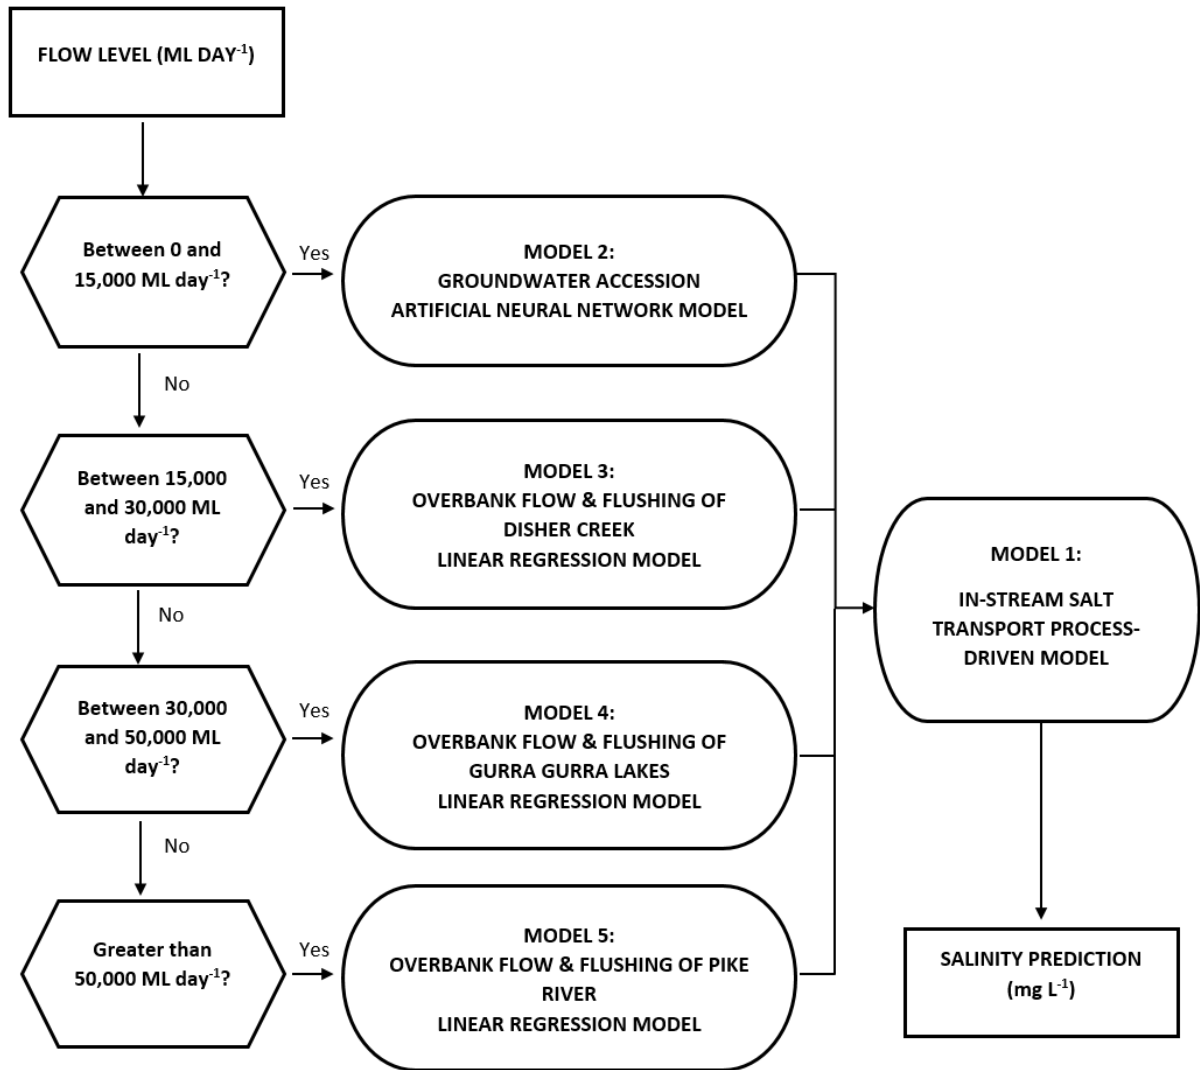 FLOW LEVEL (ML DAY⁻¹)
Between 0 and
15,000 ML day⁻¹?
Yes
MODEL 2:
GROUNDWATER ACCESSION
ARTIFICIAL NEURAL NETWORK MODEL
No
Between 15,000
and 30,000 ML
day⁻¹?
Yes
MODEL 3:
OVERBANK FLOW & FLUSHING OF
DISHER CREEK
LINEAR REGRESSION MODEL
No
Between 30,000
and 50,000 ML
day⁻¹?
Yes
MODEL 4:
OVERBANK FLOW & FLUSHING OF
GURRA GURRA LAKES
LINEAR REGRESSION MODEL
No
Greater than
50,000 ML day⁻¹?
Yes
MODEL 5:
OVERBANK FLOW & FLUSHING OF PIKE
RIVER
LINEAR REGRESSION MODEL
MODEL 1:
IN-STREAM SALT
TRANSPORT PROCESS-
DRIVEN MODEL
SALINITY PREDICTION
(mg L⁻¹)